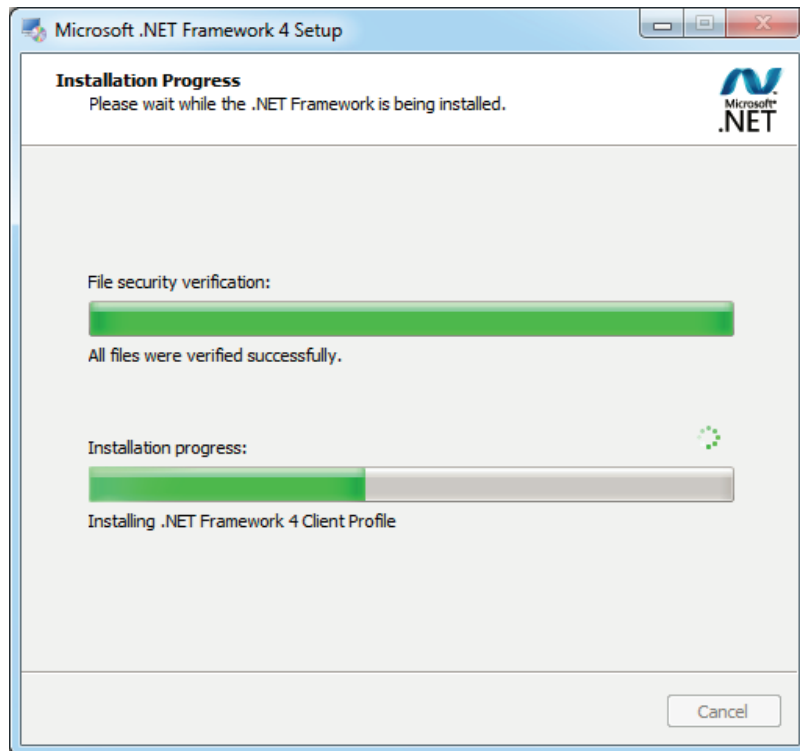 Microsoft .NET Framework 4 Setup
Installation Progress
Please wait while the .NET Framework is being installed.
Microsoft
.NET
File security verification:
All files were verified successfully.
Installation progress:
Installing .NET Framework 4 Client Profile
Cancel